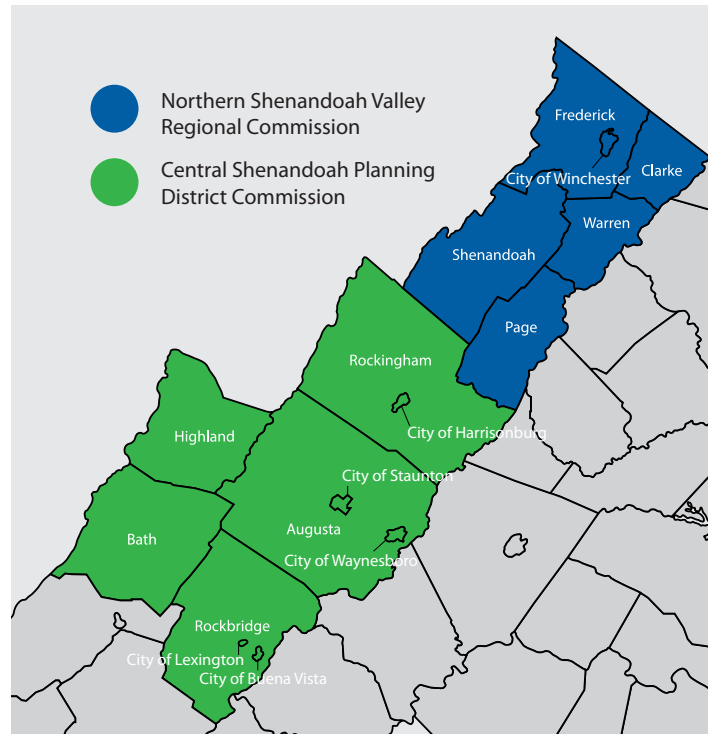 Northern Shenandoah Valley
Regional Commission
Central Shenandoah Planning
District Commission
Frederick
City of Winchester
Clarke
Warren
Shenandoah
Page
Rockingham
City of Harrisonburg
Highland
City of Staunton
Augusta
Bath
City of Waynesboro
Rockbridge
City of Lexington
City of Buena Vista